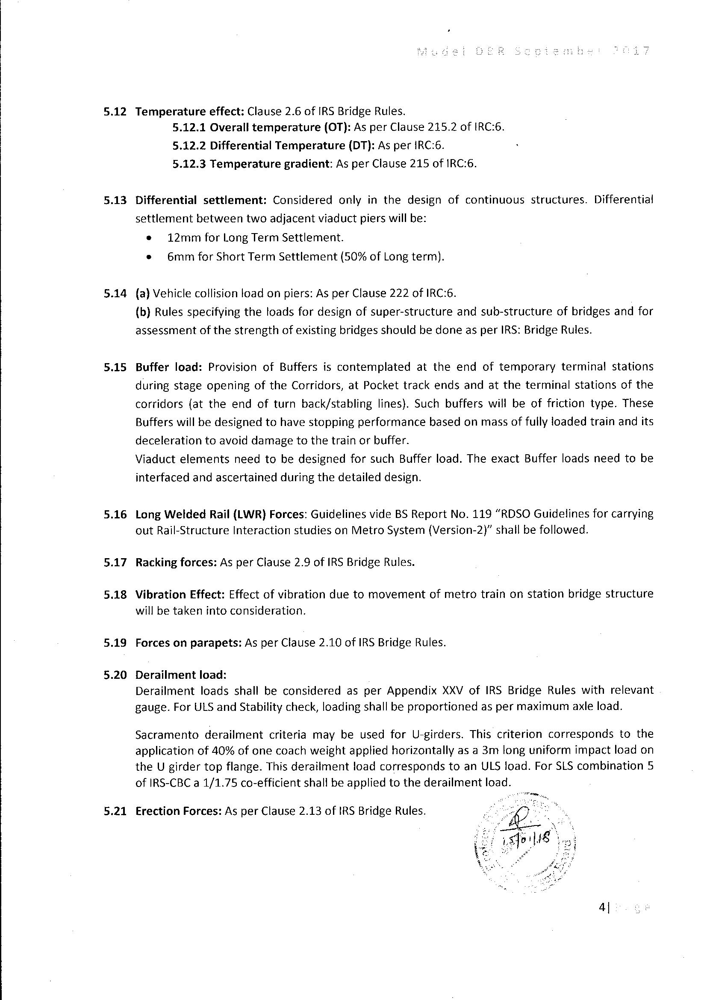 Model DBR September 2017
5.12 Temperature effect: Clause 2.6 of IRS Bridge Rules.
5.12.1 Overall temperature (OT): As per Clause 215.2 of IRC:6.
5.12.2 Differential Temperature (DT): As per IRC:6.
5.12.3 Temperature gradient: As per Clause 215 of IRC:6.
5.13 Differential settlement: Considered only in the design of continuous structures. Differential
settlement between two adjacent viaduct piers will be:
• 12mm for Long Term Settlement.
• 6mm for Short Term Settlement (50% of Long term).
5.14 (a) Vehicle collision load on piers: As per Clause 222 of IRC:6.
(b) Rules specifying the loads for design of super-structure and sub-structure of bridges and for
assessment of the strength of existing bridges should be done as per IRS: Bridge Rules.
5.15 Buffer load: Provision of Buffers is contemplated at the end of temporary terminal stations
during stage opening of the Corridors, at Pocket track ends and at the terminal stations of the
corridors (at the end of turn back/stabling lines). Such buffers will be of friction type. These
Buffers will be designed to have stopping performance based on mass of fully loaded train and its
deceleration to avoid damage to the train or buffer.
Viaduct elements need to be designed for such Buffer load. The exact Buffer loads need to be
interfaced and ascertained during the detailed design.
5.16 Long Welded Rail (LWR) Forces: Guidelines vide BS Report No. 119 "RDSO Guidelines for carrying
out Rail-Structure Interaction studies on Metro System (Version-2)" shall be followed.
5.17 Racking forces: As per Clause 2.9 of IRS Bridge Rules.
5.18 Vibration Effect: Effect of vibration due to movement of metro train on station bridge structure
will be taken into consideration.
5.19 Forces on parapets: As per Clause 2.10 of IRS Bridge Rules.
5.20 Derailment load:
Derailment loads shall be considered as per Appendix XXV of IRS Bridge Rules with relevant
gauge. For ULS and Stability check, loading shall be proportioned as per maximum axle load.
Sacramento derailment criteria may be used for U-girders. This criterion corresponds to the
application of 40% of one coach weight applied horizontally as a 3m long uniform impact load on
the U girder top flange. This derailment load corresponds to an ULS load. For SLS combination 5
of IRS-CBC a 1/1.75 co-efficient shall be applied to the derailment load.
5.21 Erection Forces: As per Clause 2.13 of IRS Bridge Rules.
15/01/18
4| Page